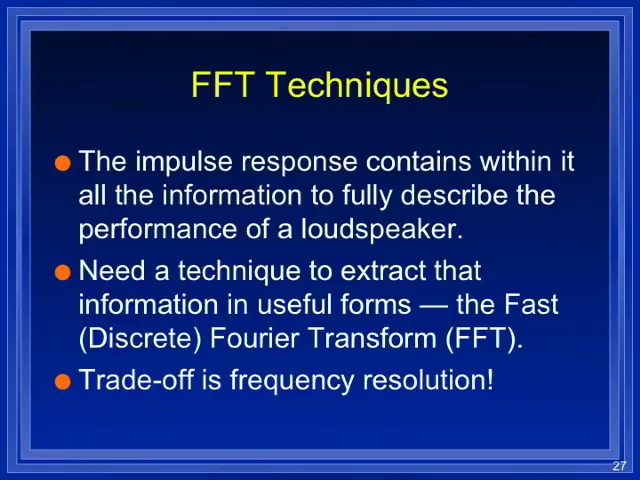 FFT Techniques
The impulse response contains within it
all the information to fully describe the
performance of a loudspeaker.
Need a technique to extract that
information in useful forms — the Fast
(Discrete) Fourier Transform (FFT).
Trade-off is frequency resolution!
27